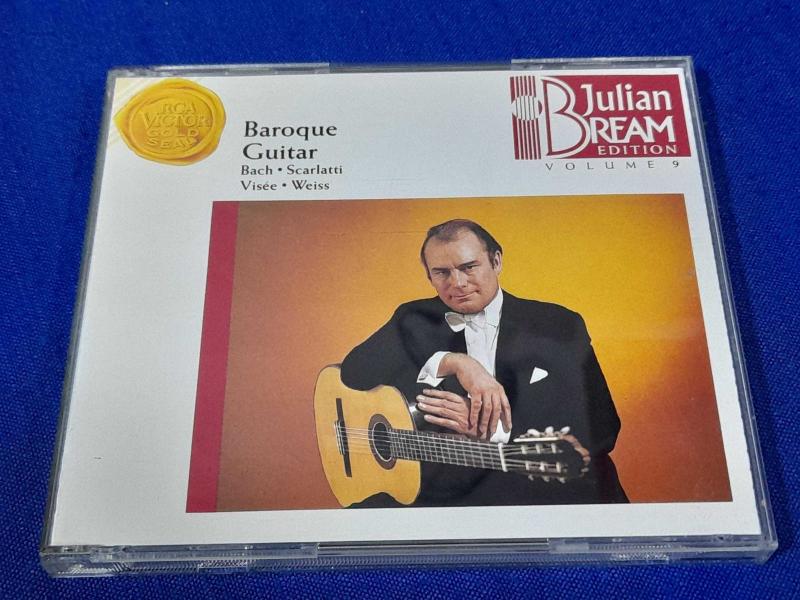 RCA
VICTOR
GOLD
SEAL
Baroque
Guitar
Bach • Scarlatti
Visée • Weiss
Julian
BREAM
EDITION
VOLUME 9